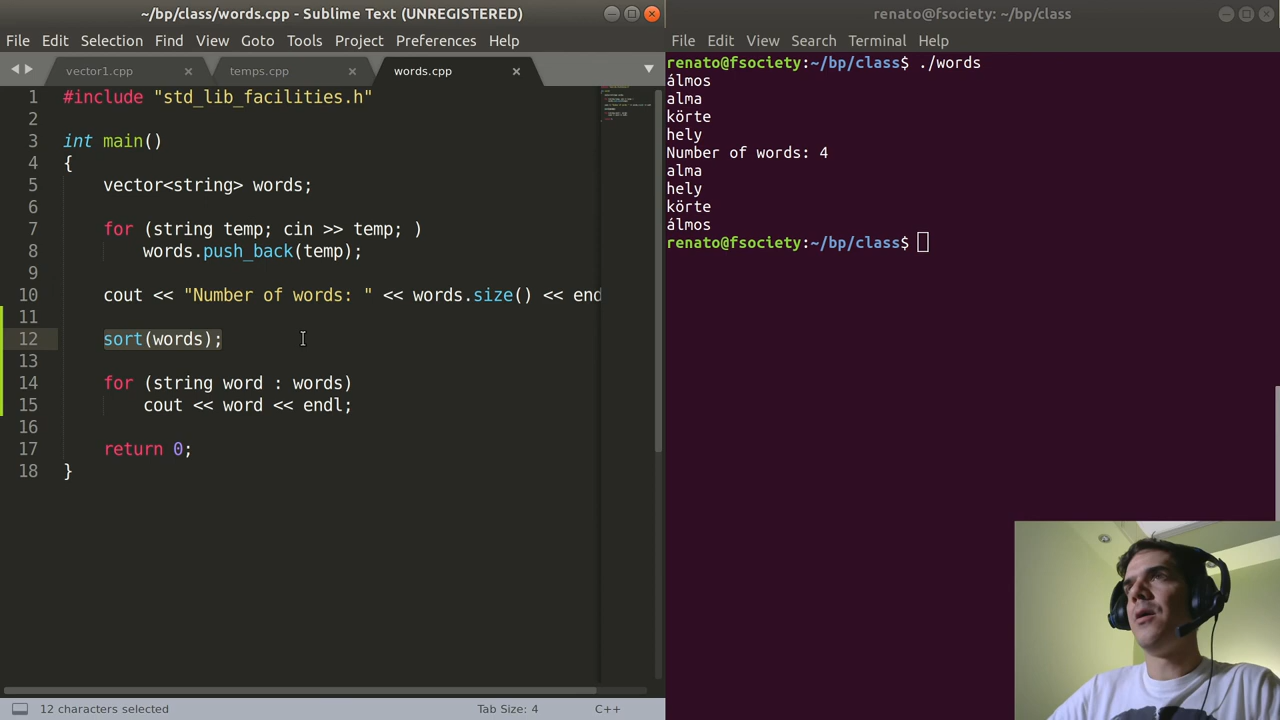 ~/bp/class/words.cpp - Sublime Text (UNREGISTERED)
File Edit Selection Find View Goto Tools Project Preferences Help
vector1.cpp temps.cpp words.cpp
1 #include "std_lib_facilities.h"
2
3 int main()
4 {
5 vector<string> words;
6
7 for (string temp; cin >> temp; )
8 words.push_back(temp);
9
10 cout << "Number of words: " << words.size() << end
11
12 sort(words);
13
14 for (string word : words)
15 cout << word << endl;
16
17 return 0;
18 }
12 characters selected Tab Size: 4 C++
renato@fsociety: ~/bp/class
File Edit View Search Terminal Help
renato@fsociety:~/bp/class$ ./words
álmos
alma
körte
hely
Number of words: 4
alma
hely
körte
álmos
renato@fsociety:~/bp/class$